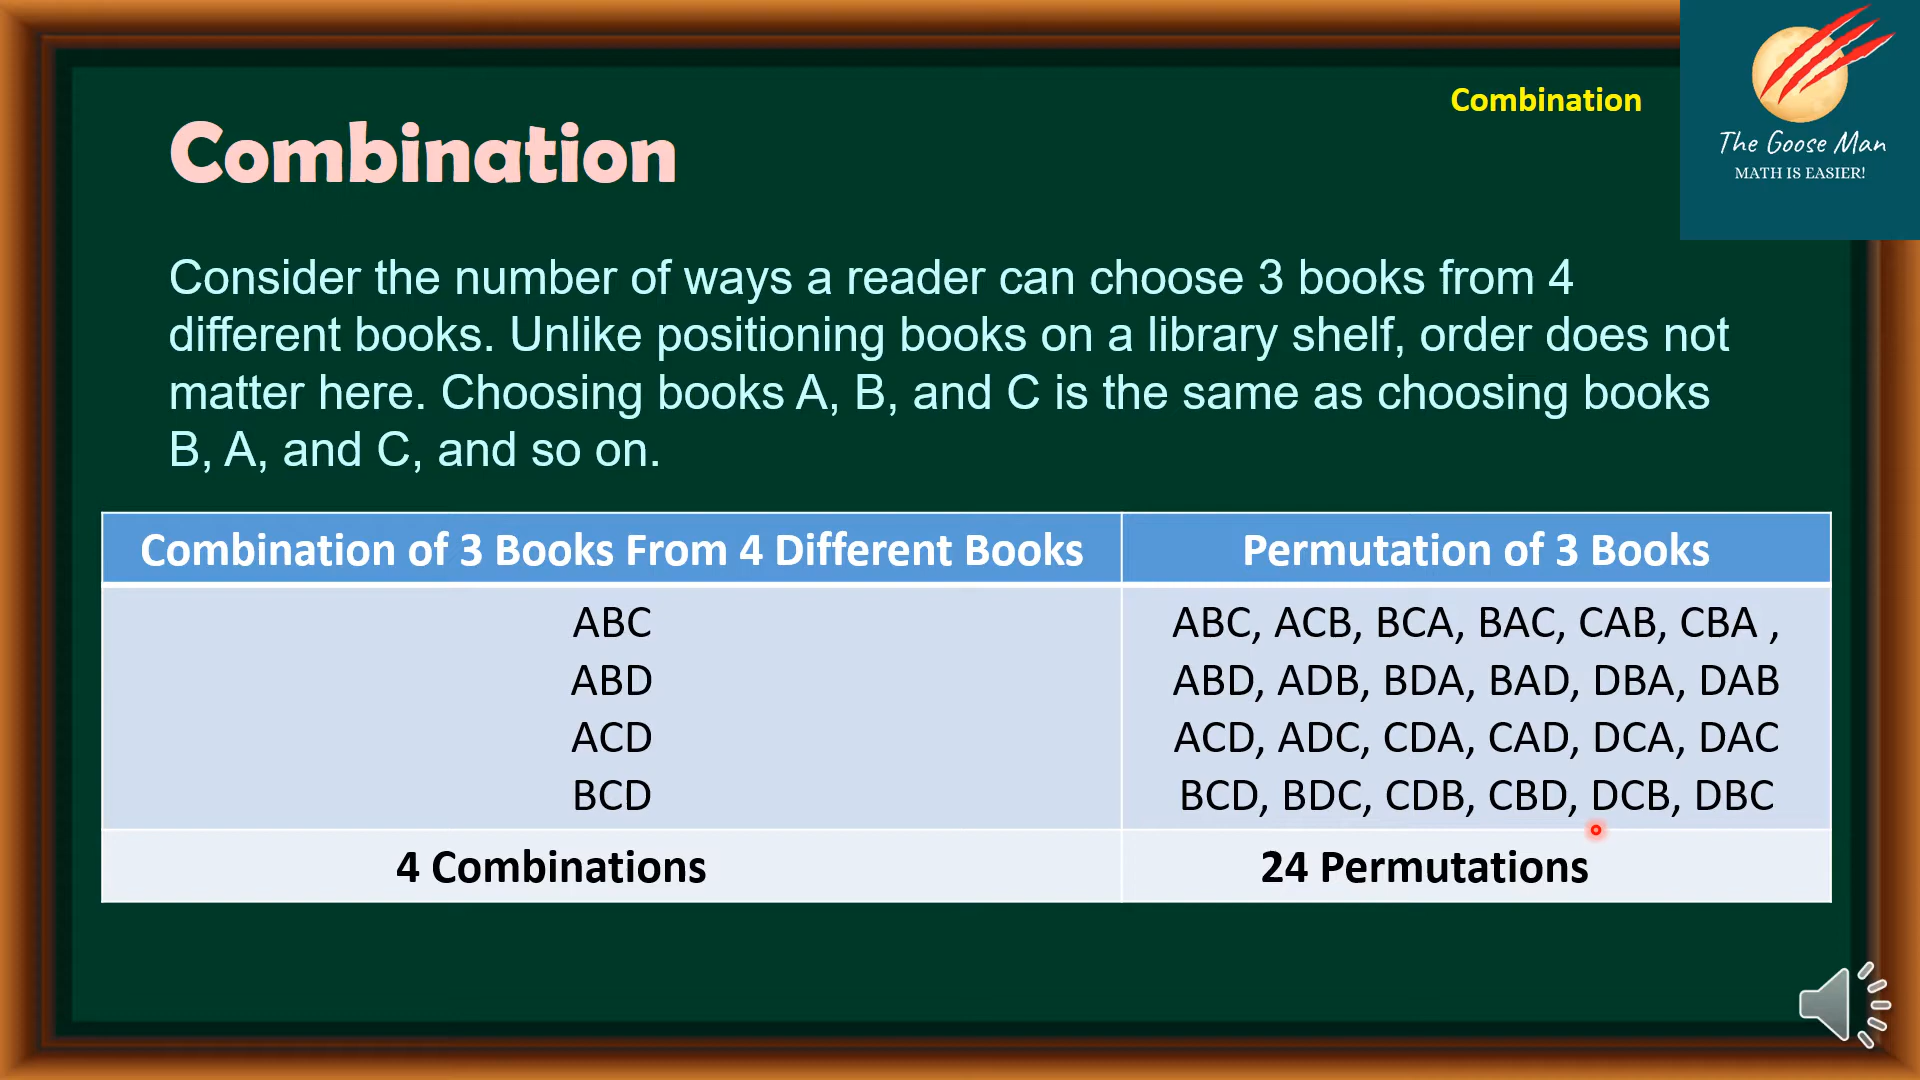 Combination
The Goose Man
MATH IS EASIER!
Combination
Consider the number of ways a reader can choose 3 books from 4
different books. Unlike positioning books on a library shelf, order does not
matter here. Choosing books A, B, and C is the same as choosing books
B, A, and C, and so on.
Combination of 3 Books From 4 Different Books
Permutation of 3 Books
ABC
ABC, ACB, BCA, BAC, CAB, CBA ,
ABD
ABD, ADB, BDA, BAD, DBA, DAB
ACD
ACD, ADC, CDA, CAD, DCA, DAC
BCD
BCD, BDC, CDB, CBD, DCB, DBC
4 Combinations
24 Permutations